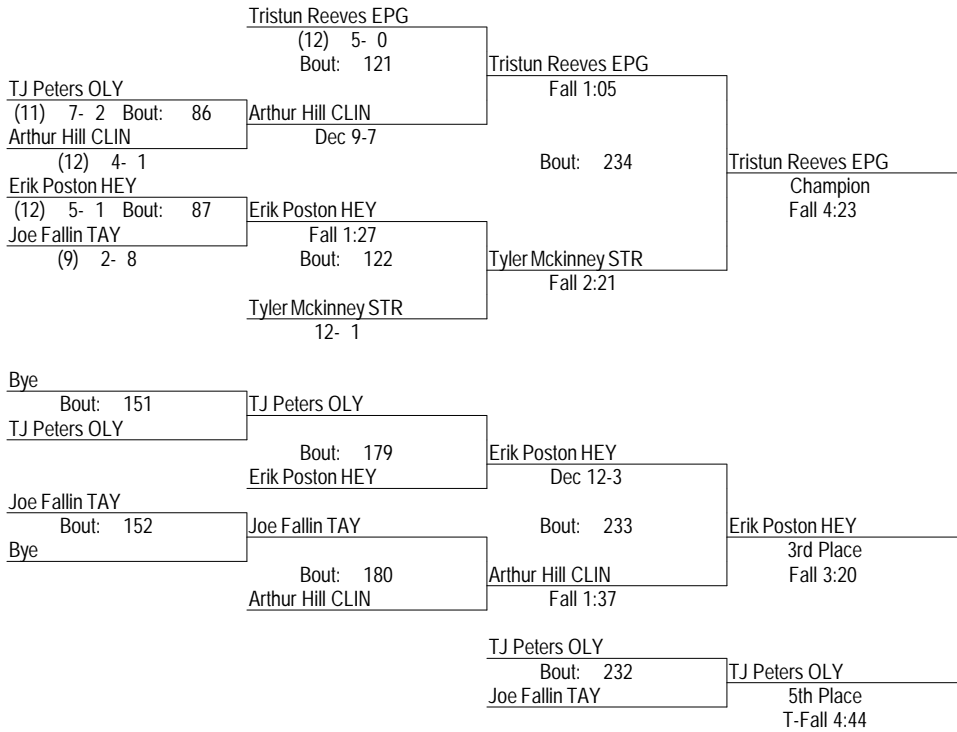 Tristun Reeves EPG
(12) 5- 0
Bout: 121
Tristun Reeves EPG
Fall 1:05
TJ Peters OLY
(11) 7- 2 Bout: 86
Arthur Hill CLIN
Dec 9-7
Arthur Hill CLIN
(12) 4- 1
Bout: 234
Tristun Reeves EPG
Champion
Fall 4:23
Erik Poston HEY
(12) 5- 1 Bout: 87
Erik Poston HEY
Fall 1:27
Joe Fallin TAY
(9) 2- 8
Bout: 122
Tyler Mckinney STR
Fall 2:21
Tyler Mckinney STR
12- 1
Bye
Bout: 151
TJ Peters OLY
TJ Peters OLY
Bout: 179
Erik Poston HEY
Dec 12-3
Erik Poston HEY
Joe Fallin TAY
Bout: 152
Joe Fallin TAY
Bye
Bout: 233
Erik Poston HEY
3rd Place
Fall 3:20
Bout: 180
Arthur Hill CLIN
Fall 1:37
Arthur Hill CLIN
TJ Peters OLY
Bout: 232
TJ Peters OLY
Joe Fallin TAY
5th Place
T-Fall 4:44